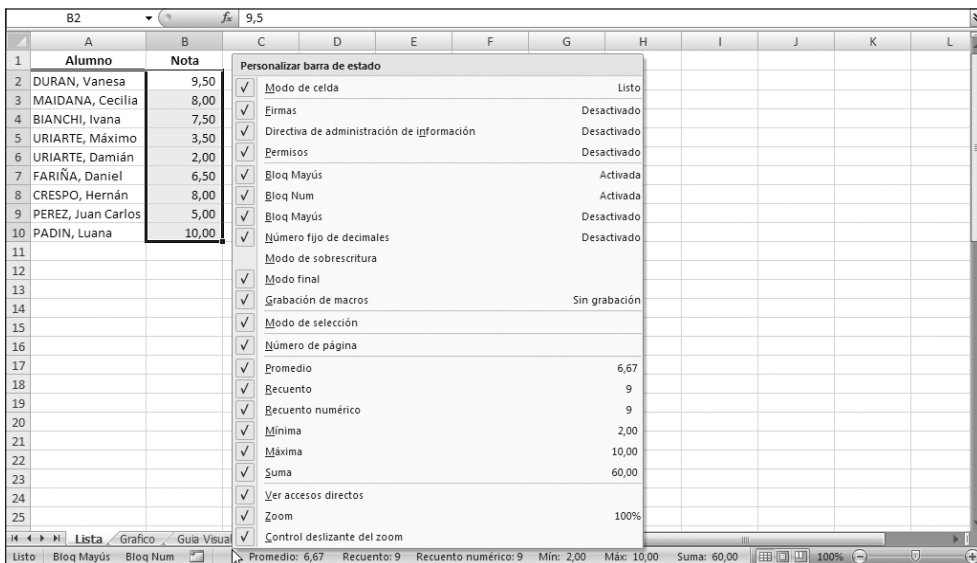 B2 fx 9,5
A B C D E F G H I J K L
1 Alumno Nota
2 DURAN, Vanesa 9,50
3 MAIDANA, Cecilia 8,00
4 BIANCHI, Ivana 7,50
5 URIARTE, Máximo 3,50
6 URIARTE, Damián 2,00
7 FARIÑA, Daniel 6,50
8 CRESPO, Hernán 8,00
9 PEREZ, Juan Carlos 5,00
10 PADIN, Luana 10,00
11
12
13
14
15
16
17
18
19
20
21
22
23
24
25
Personalizar barra de estado
Modo de celda Listo
Firmas Desactivado
Directiva de administración de información Desactivado
Permisos Desactivado
Bloq Mayús Activada
Bloq Num Activada
Bloq Mayús Desactivado
Número fijo de decimales Desactivado
Modo de sobrescritura
Modo final
Grabación de macros Sin grabación
Modo de selección
Número de página
Promedio 6,67
Recuento 9
Recuento numérico 9
Mínima 2,00
Máxima 10,00
Suma 60,00
Ver accesos directos
Zoom 100%
Control deslizante del zoom
Lista Grafico Guia Visual
Listo Bloq Mayús Bloq Num Promedio: 6,67 Recuento: 9 Recuento numérico: 9 Mín: 2,00 Máx: 10,00 Suma: 60,00 100%